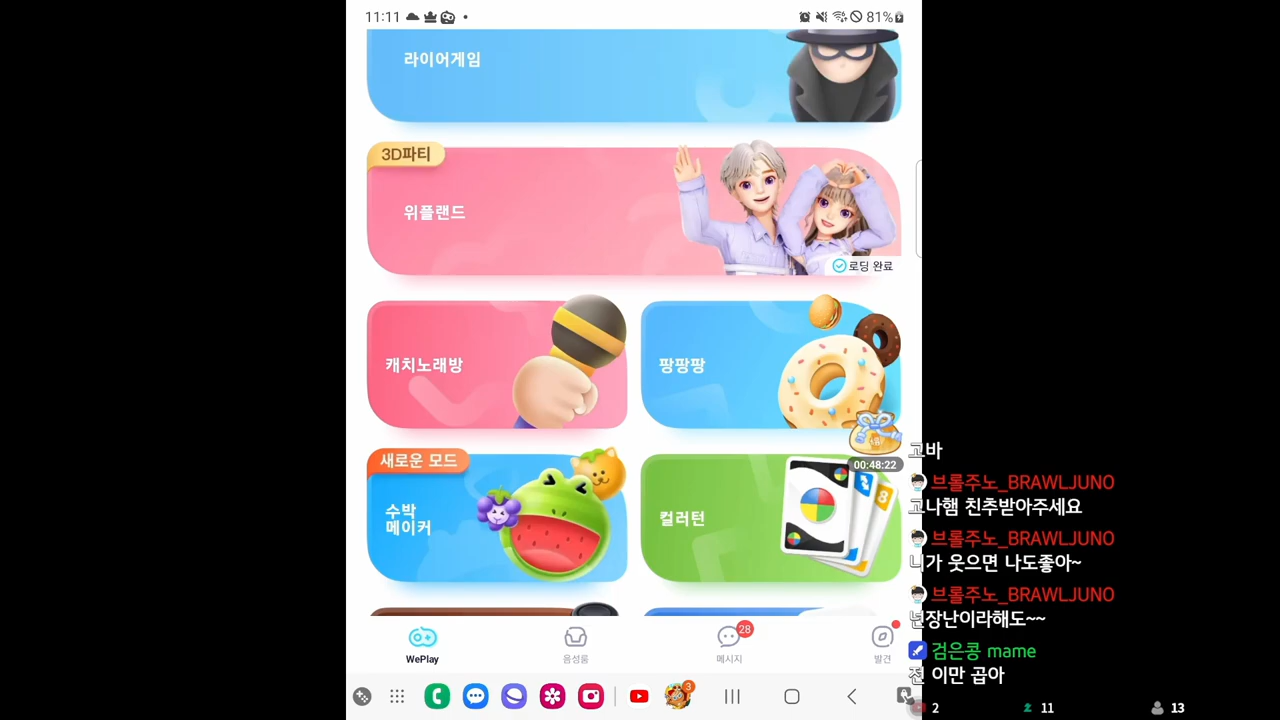 11:11
81%
라이어게임
3D파티
위플랜드
로딩 완료
캐치노래방
팡팡팡
00:48:22
새로운 모드
수박
메이커
컬러턴
고바
브롤주노_BRAWLJUNO
고나햄 친추받아주세요
브롤주노_BRAWLJUNO
니가 웃으면 나도좋아~
브롤주노_BRAWLJUNO
넌장난이라해도~~
검은콩 mame
전 이만 곱아
WePlay
음성룸
28
메시지
발견
3
2
11
13